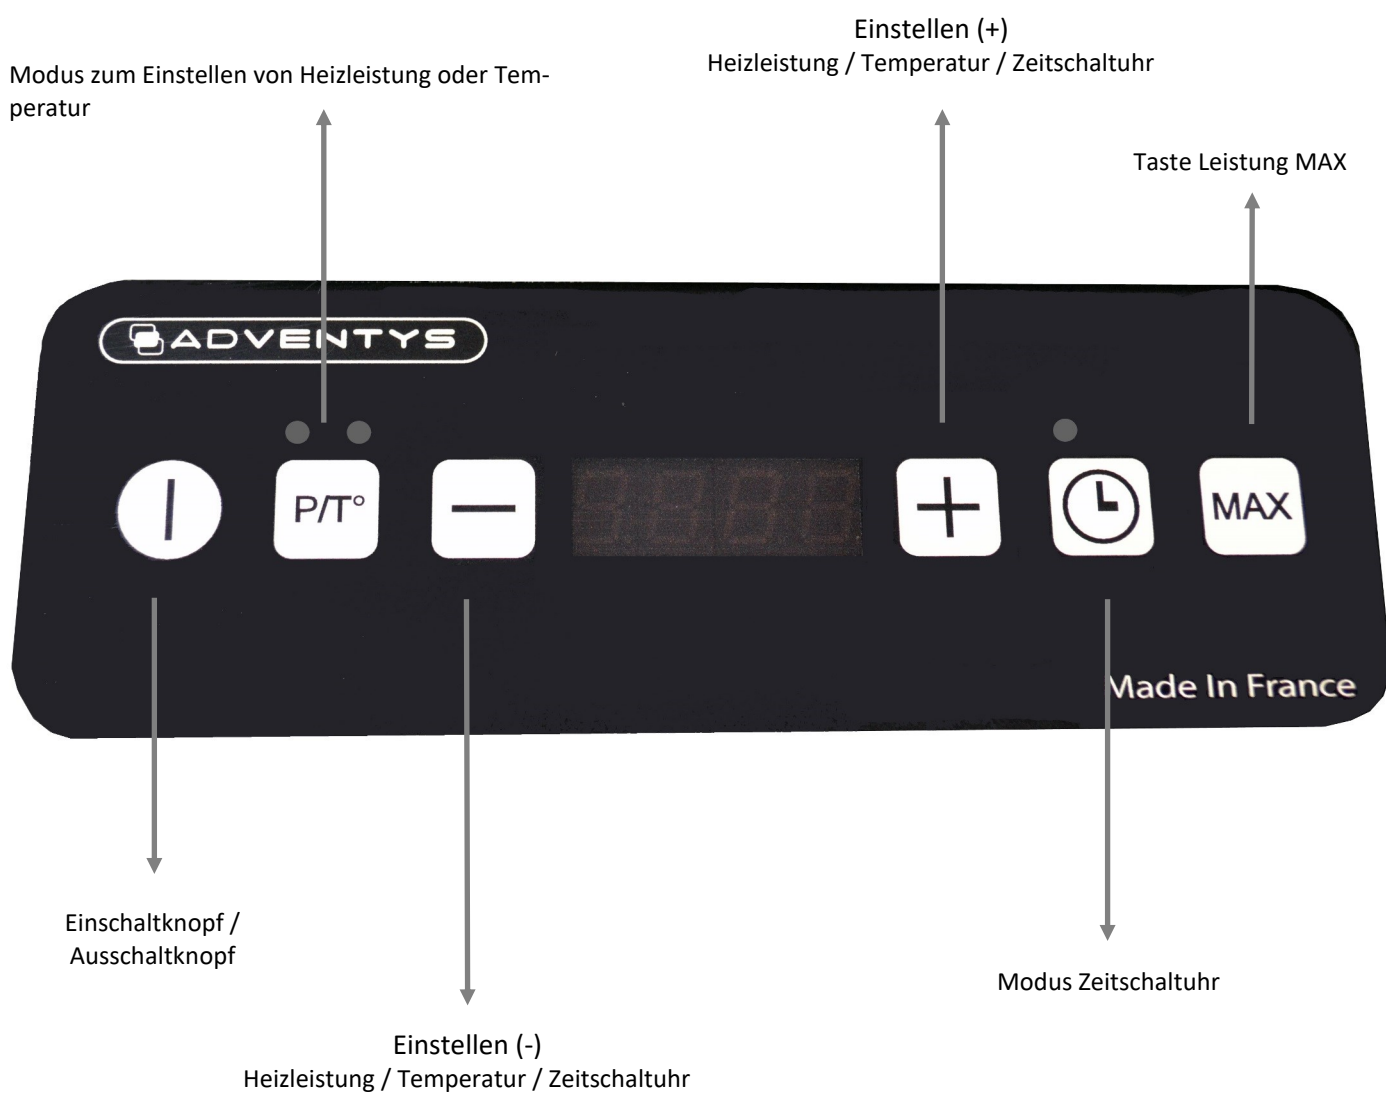 Einstellen (+)
Heizleistung / Temperatur / Zeitschaltuhr
Modus zum Einstellen von Heizleistung oder Tem-
peratur
Taste Leistung MAX
ADVENTYS
P/T°
MAX
Made In France
Einschaltknopf /
Ausschaltknopf
Modus Zeitschaltuhr
Einstellen (-)
Heizleistung / Temperatur / Zeitschaltuhr